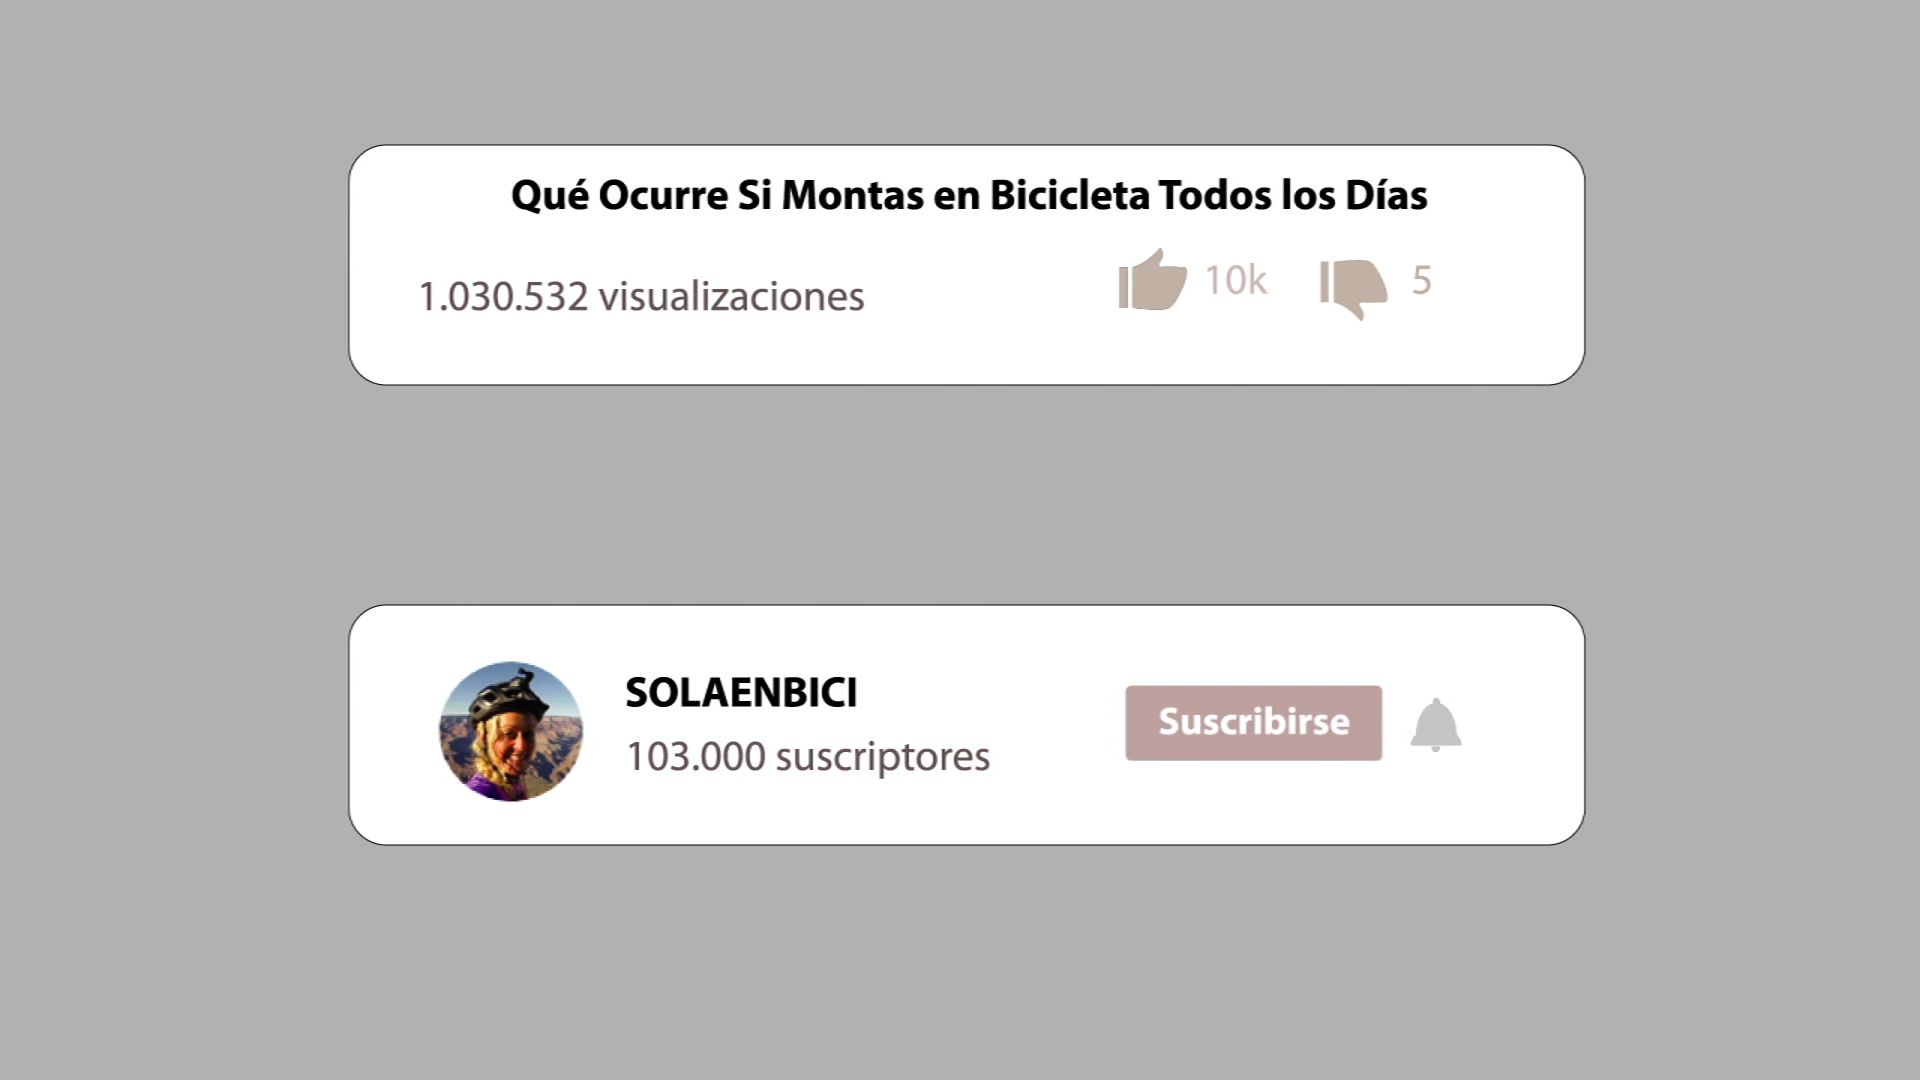 Qué Ocurre Si Montas en Bicicleta Todos los Días
1.030.532 visualizaciones
10k
5
SOLAENBICI
103.000 suscriptores
Suscribirse